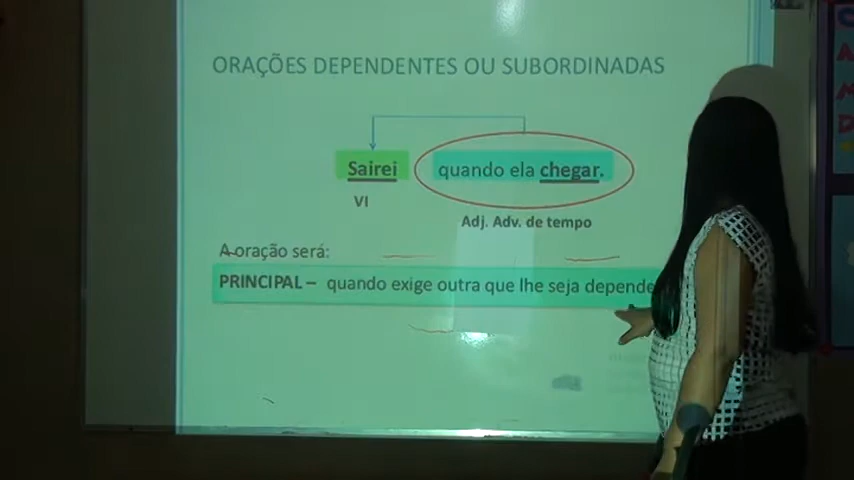 ORAÇÕES DEPENDENTES OU SUBORDINADAS
Sairei quando ela chegar.
VI
Adj. Adv. de tempo
A oração será:
PRINCIPAL – quando exige outra que lhe seja depende